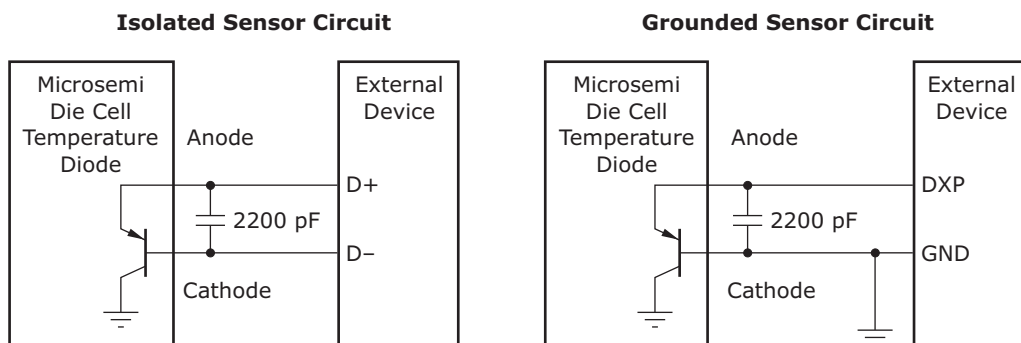 Isolated Sensor Circuit
Microsemi
Die Cell
Temperature
Diode
Anode
External
Device
D+
2200 pF
D−
Cathode
Grounded Sensor Circuit
Microsemi
Die Cell
Temperature
Diode
Anode
External
Device
DXP
2200 pF
GND
Cathode